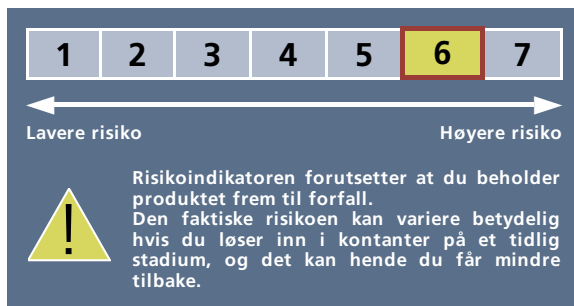 1 2 3 4 5 6 7
Lavere risiko Høyere risiko
Risikoindikatoren forutsetter at du beholder
produktet frem til forfall.
Den faktiske risikoen kan variere betydelig
hvis du løser inn i kontanter på et tidlig
stadium, og det kan hende du får mindre
tilbake.
!